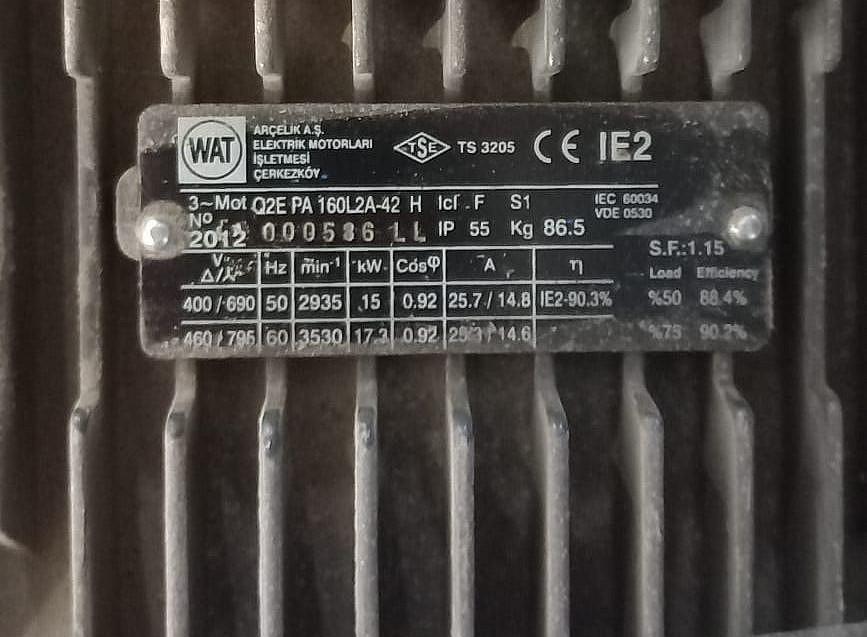 WAT
ARÇELİK A.Ş.
ELEKTRİK MOTORLARI
İŞLETMESİ
ÇERKEZKÖY
TSE TS 3205 CE IE2
3~Mot Q2E PA 160L2A-42 H Icl. F S1
IEC 60034
VDE 0530
No 2012 000586 LL IP 55 Kg 86.5
S.F.:1.15
V Δ/ Hz min-1 kW Cosφ A η
Load Efficiency
400 / 690 50 2935 15 0.92 25.7 / 14.8 IE2-90.3% %50 88.4%
460 / 795 60 3530 17.3 0.92 / 14.6 %75 90.2%